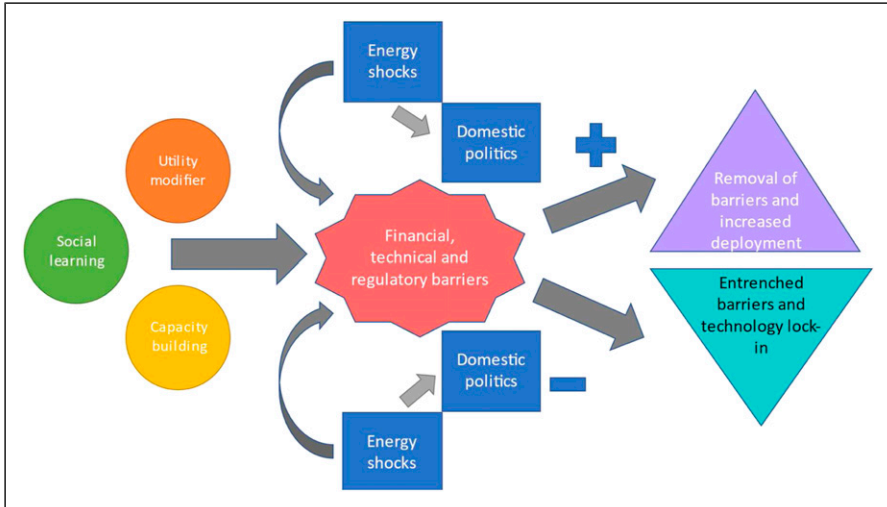 Energy
shocks
Domestic
politics
Utility
modifier
Social
learning
Capacity
building
Financial,
technical and
regulatory barriers
Removal of
barriers and
increased
deployment
Entrenched
barriers and
technology lock-
in
Domestic
politics
Energy
shocks